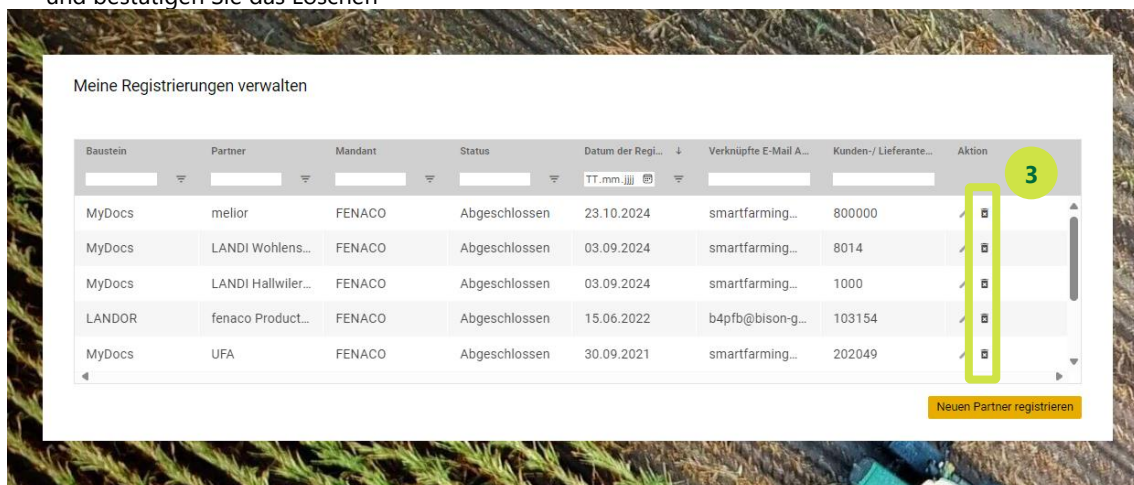 und bestätigen Sie das Löschen
Meine Registrierungen verwalten
Baustein Partner Mandant Status Datum der Regi... ↓ Verknüpfte E-Mail A... Kunden-/ Lieferante... Aktion
TT.mm.jjjj
3
MyDocs melior FENACO Abgeschlossen 23.10.2024 smartfarming... 800000
MyDocs LANDI Wohlens... FENACO Abgeschlossen 03.09.2024 smartfarming... 8014
MyDocs LANDI Hallwiler... FENACO Abgeschlossen 03.09.2024 smartfarming... 1000
LANDOR fenaco Product... FENACO Abgeschlossen 15.06.2022 b4pfb@bison-g... 103154
MyDocs UFA FENACO Abgeschlossen 30.09.2021 smartfarming... 202049
Neuen Partner registrieren